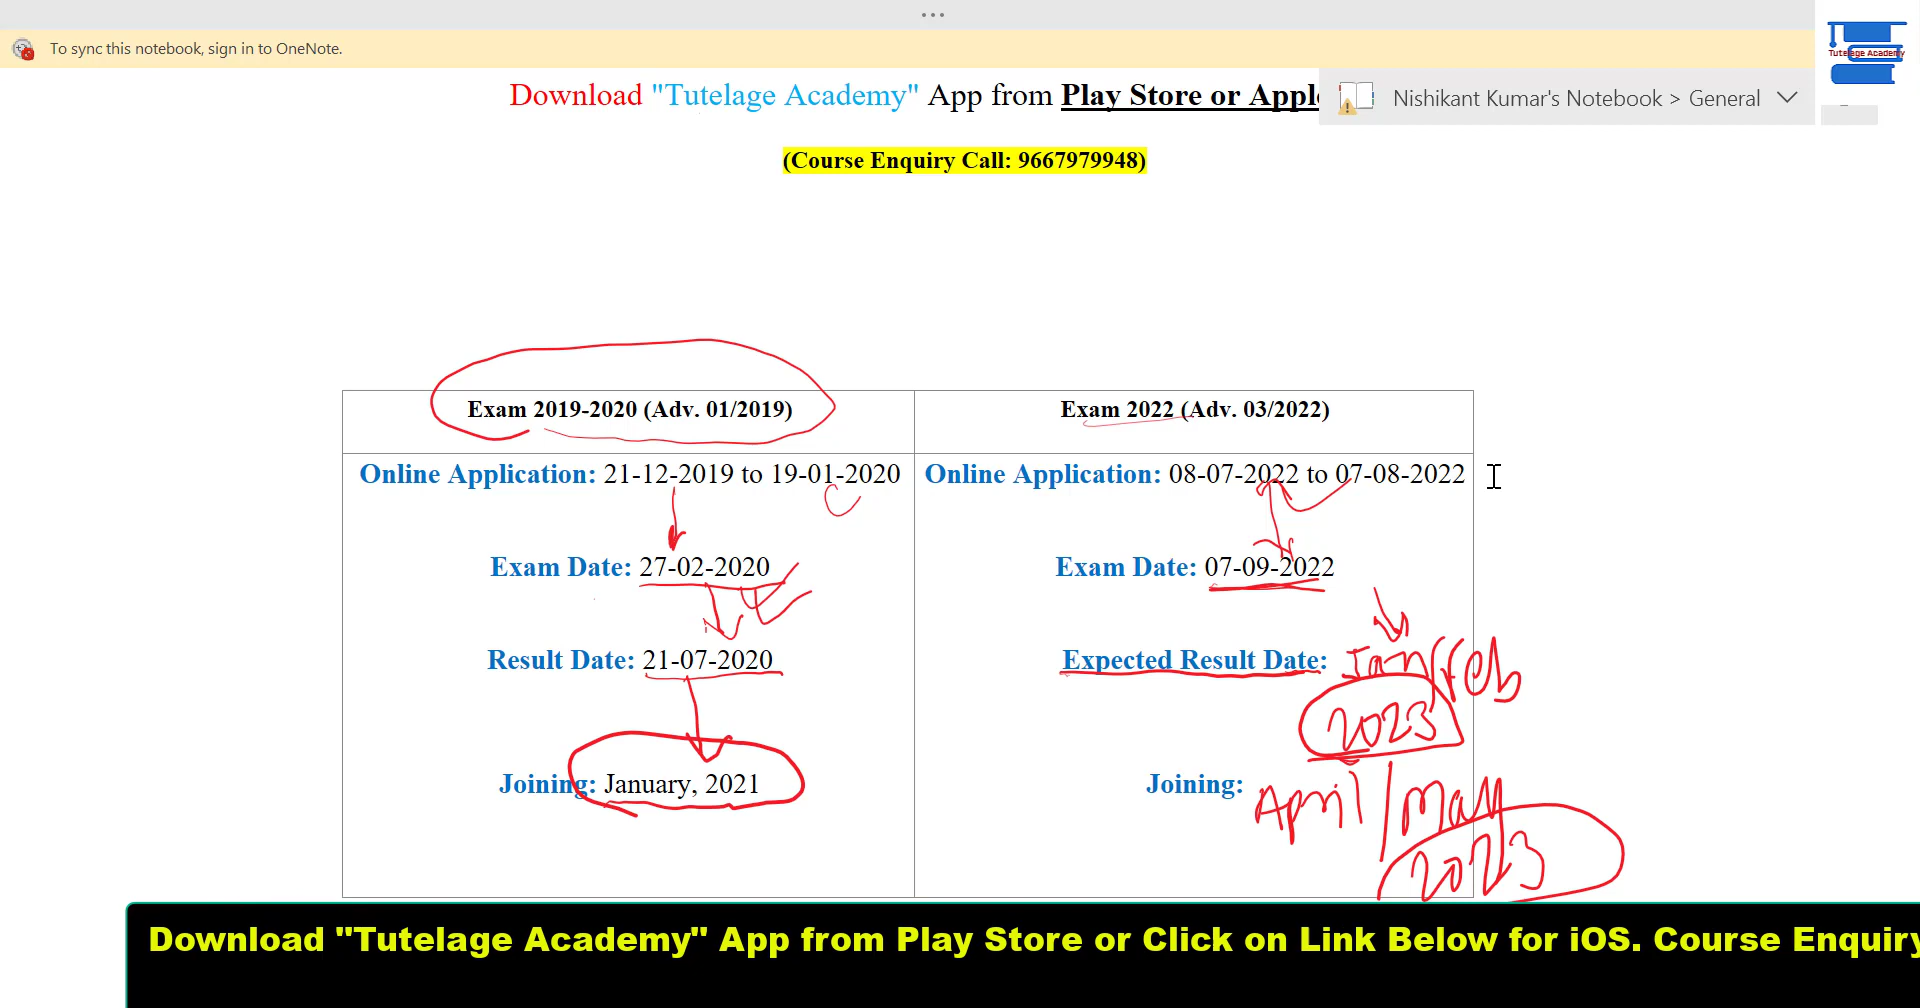 To sync this notebook, sign in to OneNote.
Tutelage Academy
Download "Tutelage Academy" App from Play Store or Apple
Nishikant Kumar's Notebook > General
(Course Enquiry Call: 9667979948)
Exam 2019-2020 (Adv. 01/2019)
Exam 2022 (Adv. 03/2022)
Online Application: 21-12-2019 to 19-01-2020
Online Application: 08-07-2022 to 07-08-2022
Exam Date: 27-02-2020
Exam Date: 07-09-2022
Result Date: 21-07-2020
Expected Result Date: Jan/Feb
2023
Joining: January, 2021
Joining: April/May
2023
Download "Tutelage Academy" App from Play Store or Click on Link Below for iOS. Course Enquiry